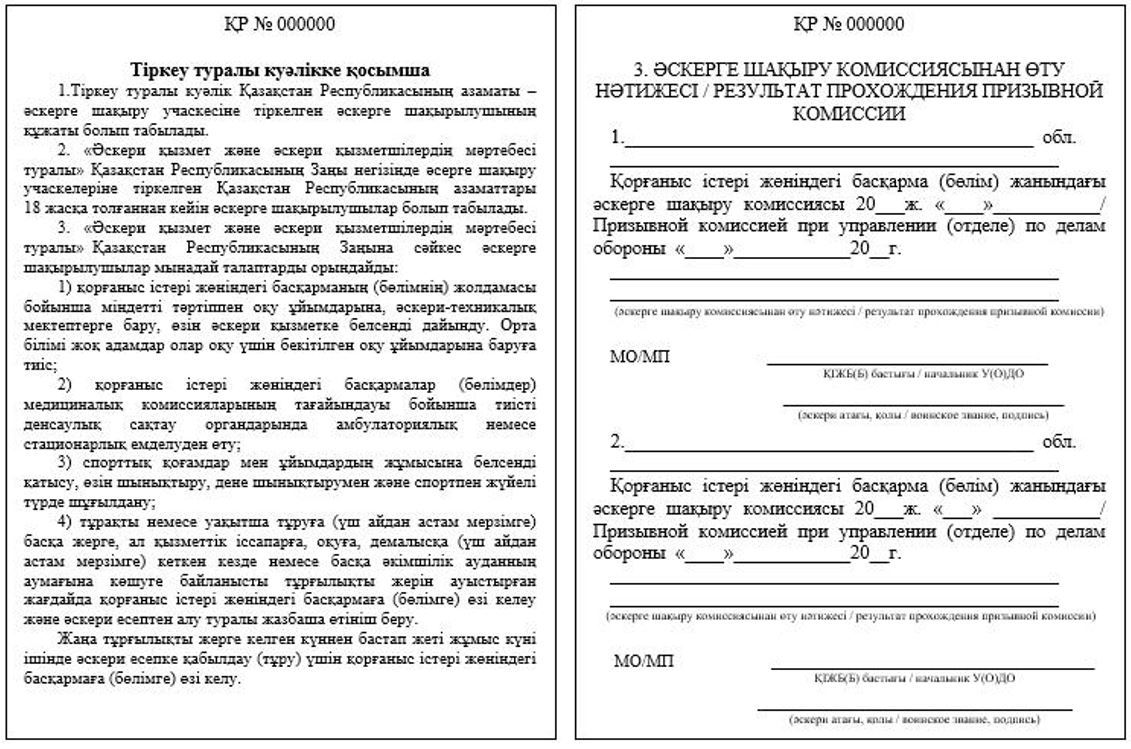 ҚР № 000000
Тіркеу туралы куәлікке қосымша
1.Тіркеу туралы куәлік Қазақстан Республикасының азаматы –
әскерге шақыру учаскесіне тіркелген әскерге шақырылушының
құжаты болып табылады.
2. «Әскери қызмет және әскери қызметшілердің мәртебесі
туралы» Қазақстан Республикасының Заңы негізінде әсерге шақыру
учаскелеріне тіркелген Қазақстан Республикасының азаматтары
18 жасқа толғаннан кейін әскерге шақырылушылар болып табылады.
3. «Әскери қызмет және әскери қызметшілердің мәртебесі
туралы» Қазақстан Республикасының Заңына сәйкес әскерге
шақырылушылар мынадай талаптарды орындайды:
1) қорғаныс істері жөніндегі басқарманың (бөлімнің) жолдамасы
бойынша міндетті тәртіппен оқу ұйымдарына, әскери-техникалық
мектептерге бару, өзін әскери қызметке белсенді дайынду. Орта
білімі жоқ адамдар олар оқу үшін бекітілген оқу ұйымдарына баруға
тиіс;
2) қорғаныс істері жөніндегі басқармалар (бөлімдер)
медициналық комиссияларының тағайындауы бойынша тиісті
денсаулық сақтау органдарында амбулаториялық немесе
стационарлық емделуден өту;
3) спорттық қоғамдар мен ұйымдардың жұмысына белсенді
қатысу, өзін шынықтыру, дене шынықтырумен және спортпен жүйелі
түрде шұғылдану;
4) тұрақты немесе уақытша тұруға (үш айдан астам мерзімге)
басқа жерге, ал қызметтік іссапарға, оқуға, демалысқа (үш айдан
астам мерзімге) кеткен кезде немесе басқа әкімшілік ауданның
аумағына көшуге байланысты тұрғылықты жерін ауыстырған
жағдайда қорғаныс істері жөніндегі басқармаға (бөлімге) өзі келеу
және әскери есептен алу туралы жазбаша өтініш беру.
Жаңа тұрғылықты жерге келген күннен бастап жеті жұмыс күні
ішінде әскери есепке қабылдау (тұру) үшін қорғаныс істері жөніндегі
басқармаға (бөлімге) өзі келу.
ҚР № 000000
3. ӘСКЕРГЕ ШАҚЫРУ КОМИССИЯСЫНАН ӨТУ
НӘТИЖЕСІ / РЕЗУЛЬТАТ ПРОХОЖДЕНИЯ ПРИЗЫВНОЙ
КОМИССИИ
1.__________ обл.
Қорғаныс істері жөніндегі басқарма (бөлім) жанындағы
әскерге шақыру комиссиясы 20___ж. «____»____________/
Призывной комиссией при управлении (отделе) по делам
обороны «____»_____________20__г.
(әскерге шақыру комиссиясынан өту нәтижесі / результат прохождения призывной комиссии)
МО/МП
ҚІЖБ(Б) бастығы / начальник У(О)ДО
(әскери атағы, қолы / воинское звание, подпись)
2.__________ обл.
Қорғаныс істері жөніндегі басқарма (бөлім) жанындағы
әскерге шақыру комиссиясы 20___ж. «___» ____________/
Призывной комиссией при управлении (отделе) по делам
обороны «____»_____________20__г.
(әскерге шақыру комиссиясынан өту нәтижесі / результат прохождения призывной комиссии)
МО/МП
ҚІЖБ(Б) бастығы / начальник У(О)ДО
(әскери атағы, қолы / воинское звание, подпись)